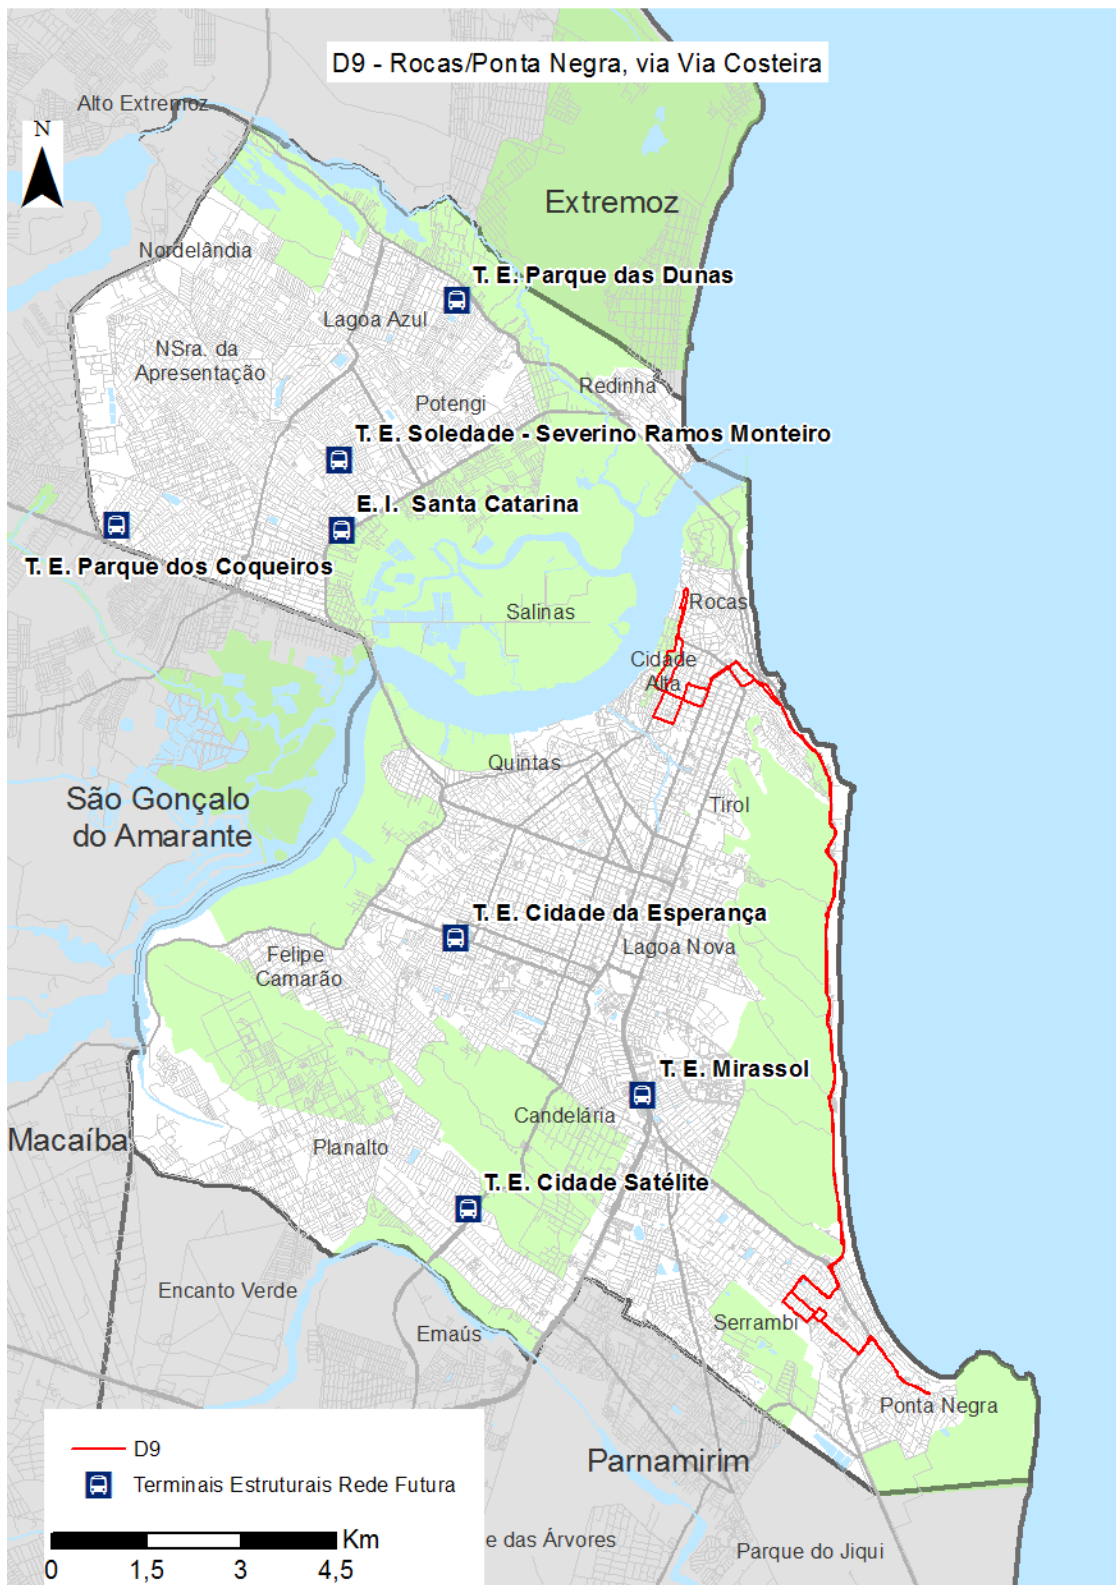 D9 - Rocas/Ponta Negra, via Via Costeira
Alto Extremoz
N
Extremoz
Nordelândia
T. E. Parque das Dunas
Lagoa Azul
NSra. da
Apresentação
Redinha
Potengi
T. E. Soledade - Severino Ramos Monteiro
E. I. Santa Catarina
T. E. Parque dos Coqueiros
Rocas
Salinas
Cidade
Alta
Quintas
São Gonçalo
do Amarante
Tirol
T. E. Cidade da Esperança
Lagoa Nova
Felipe
Camarão
T. E. Mirassol
Candelária
Macaíba
Planalto
T. E. Cidade Satélite
Encanto Verde
Serrambi
Emaús
Ponta Negra
Parnamirim
D9
Terminais Estruturais Rede Futura
Km
0 1,5 3 4,5
e das Árvores
Parque do Jiqui